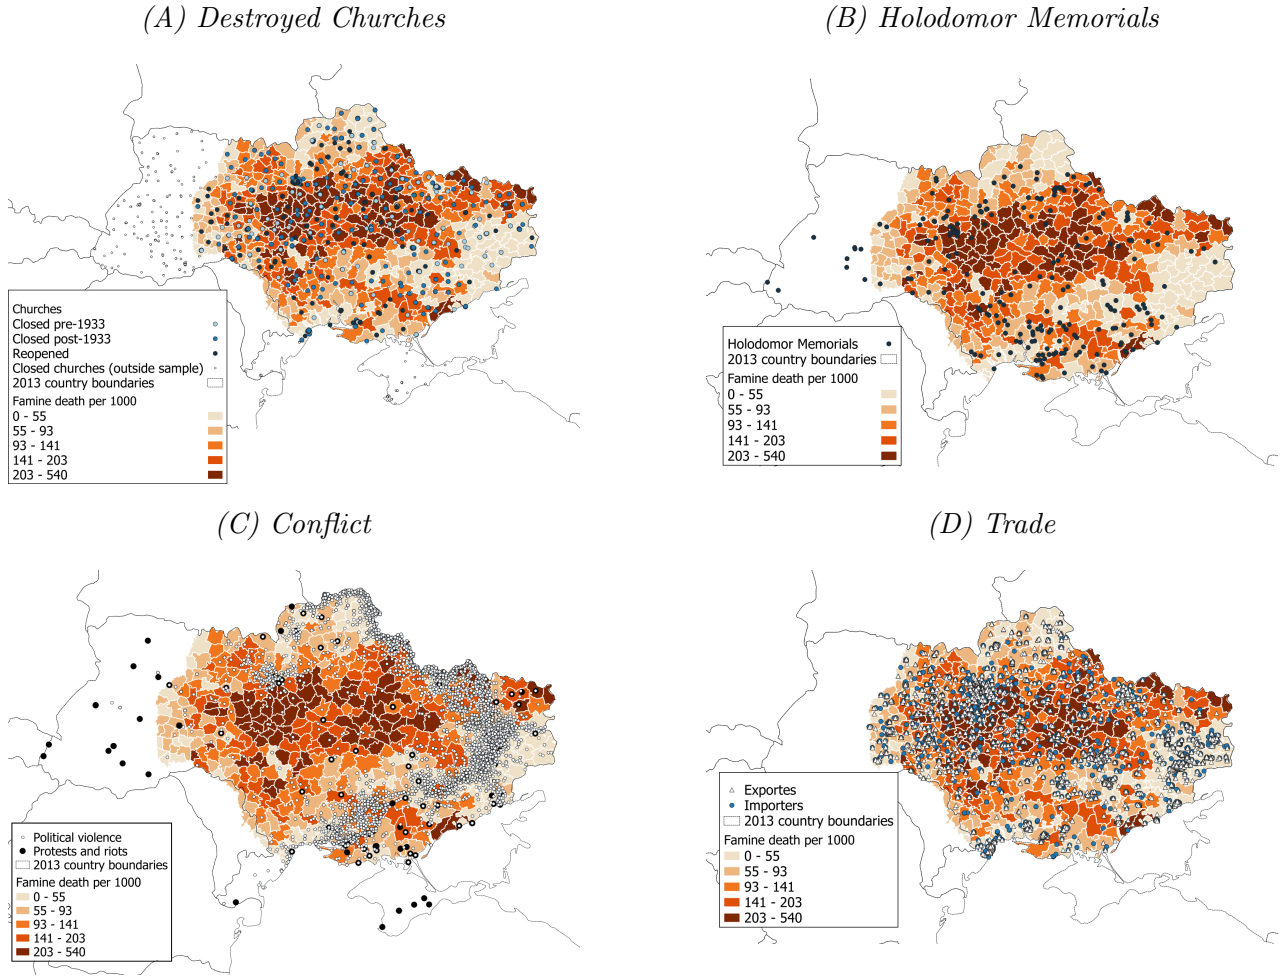 (A) Destroyed Churches
(B) Holodomor Memorials
Churches
Closed pre-1933
Closed post-1933
Reopened
Closed churches (outside sample)
2013 country boundaries
Famine death per 1000
0 - 55
55 - 93
93 - 141
141 - 203
203 - 540
Holodomor Memorials
2013 country boundaries
Famine death per 1000
0 - 55
55 - 93
93 - 141
141 - 203
203 - 540
(C) Conflict
(D) Trade
Political violence
Protests and riots
2013 country boundaries
Famine death per 1000
0 - 55
55 - 93
93 - 141
141 - 203
203 - 540
Exportes
Importers
2013 country boundaries
Famine death per 1000
0 - 55
55 - 93
93 - 141
141 - 203
203 - 540